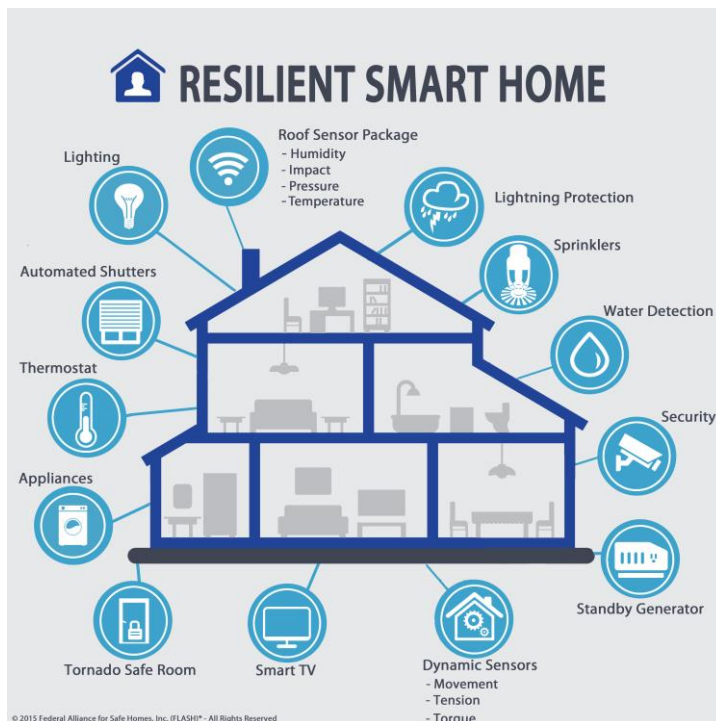 RESILIENT SMART HOME
Roof Sensor Package
- Humidity
- Impact
- Pressure
- Temperature
Lighting
Lightning Protection
Sprinklers
Automated Shutters
Water Detection
Thermostat
Security
Appliances
Standby Generator
Tornado Safe Room
Smart TV
Dynamic Sensors
- Movement
- Tension
- Torque
© 2015 Federal Alliance for Safe Homes, Inc. (FLASH)® - All Rights Reserved